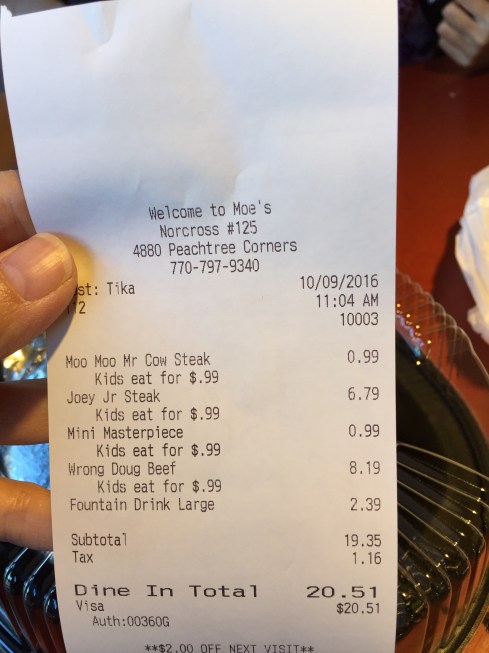 Welcome to Moe's
Norcross #125
4880 Peachtree Corners
770-797-9340
st: Tika 10/09/2016
12 11:04 AM
10003
Moo Moo Mr Cow Steak 0.99
Kids eat for $.99
Joey Jr Steak 6.79
Kids eat for $.99
Mini Masterpiece 0.99
Kids eat for $.99
Wrong Doug Beef 8.19
Kids eat for $.99
Fountain Drink Large 2.39
Subtotal 19.35
Tax 1.16
Dine In Total 20.51
Visa $20.51
Auth:00360G
**$2.00 OFF NEXT VISIT**